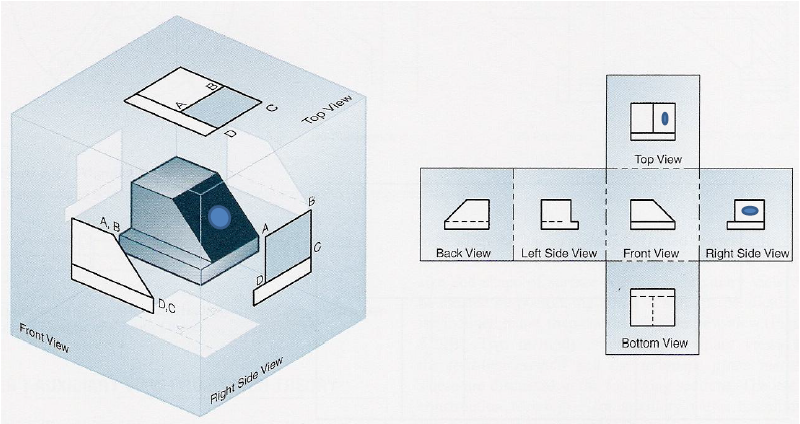 B
A
C
D
Top View
A, B
D,C
B
A
C
D
Front View
Right Side View
Top View
Back View
Left Side View
Front View
Right Side View
Bottom View